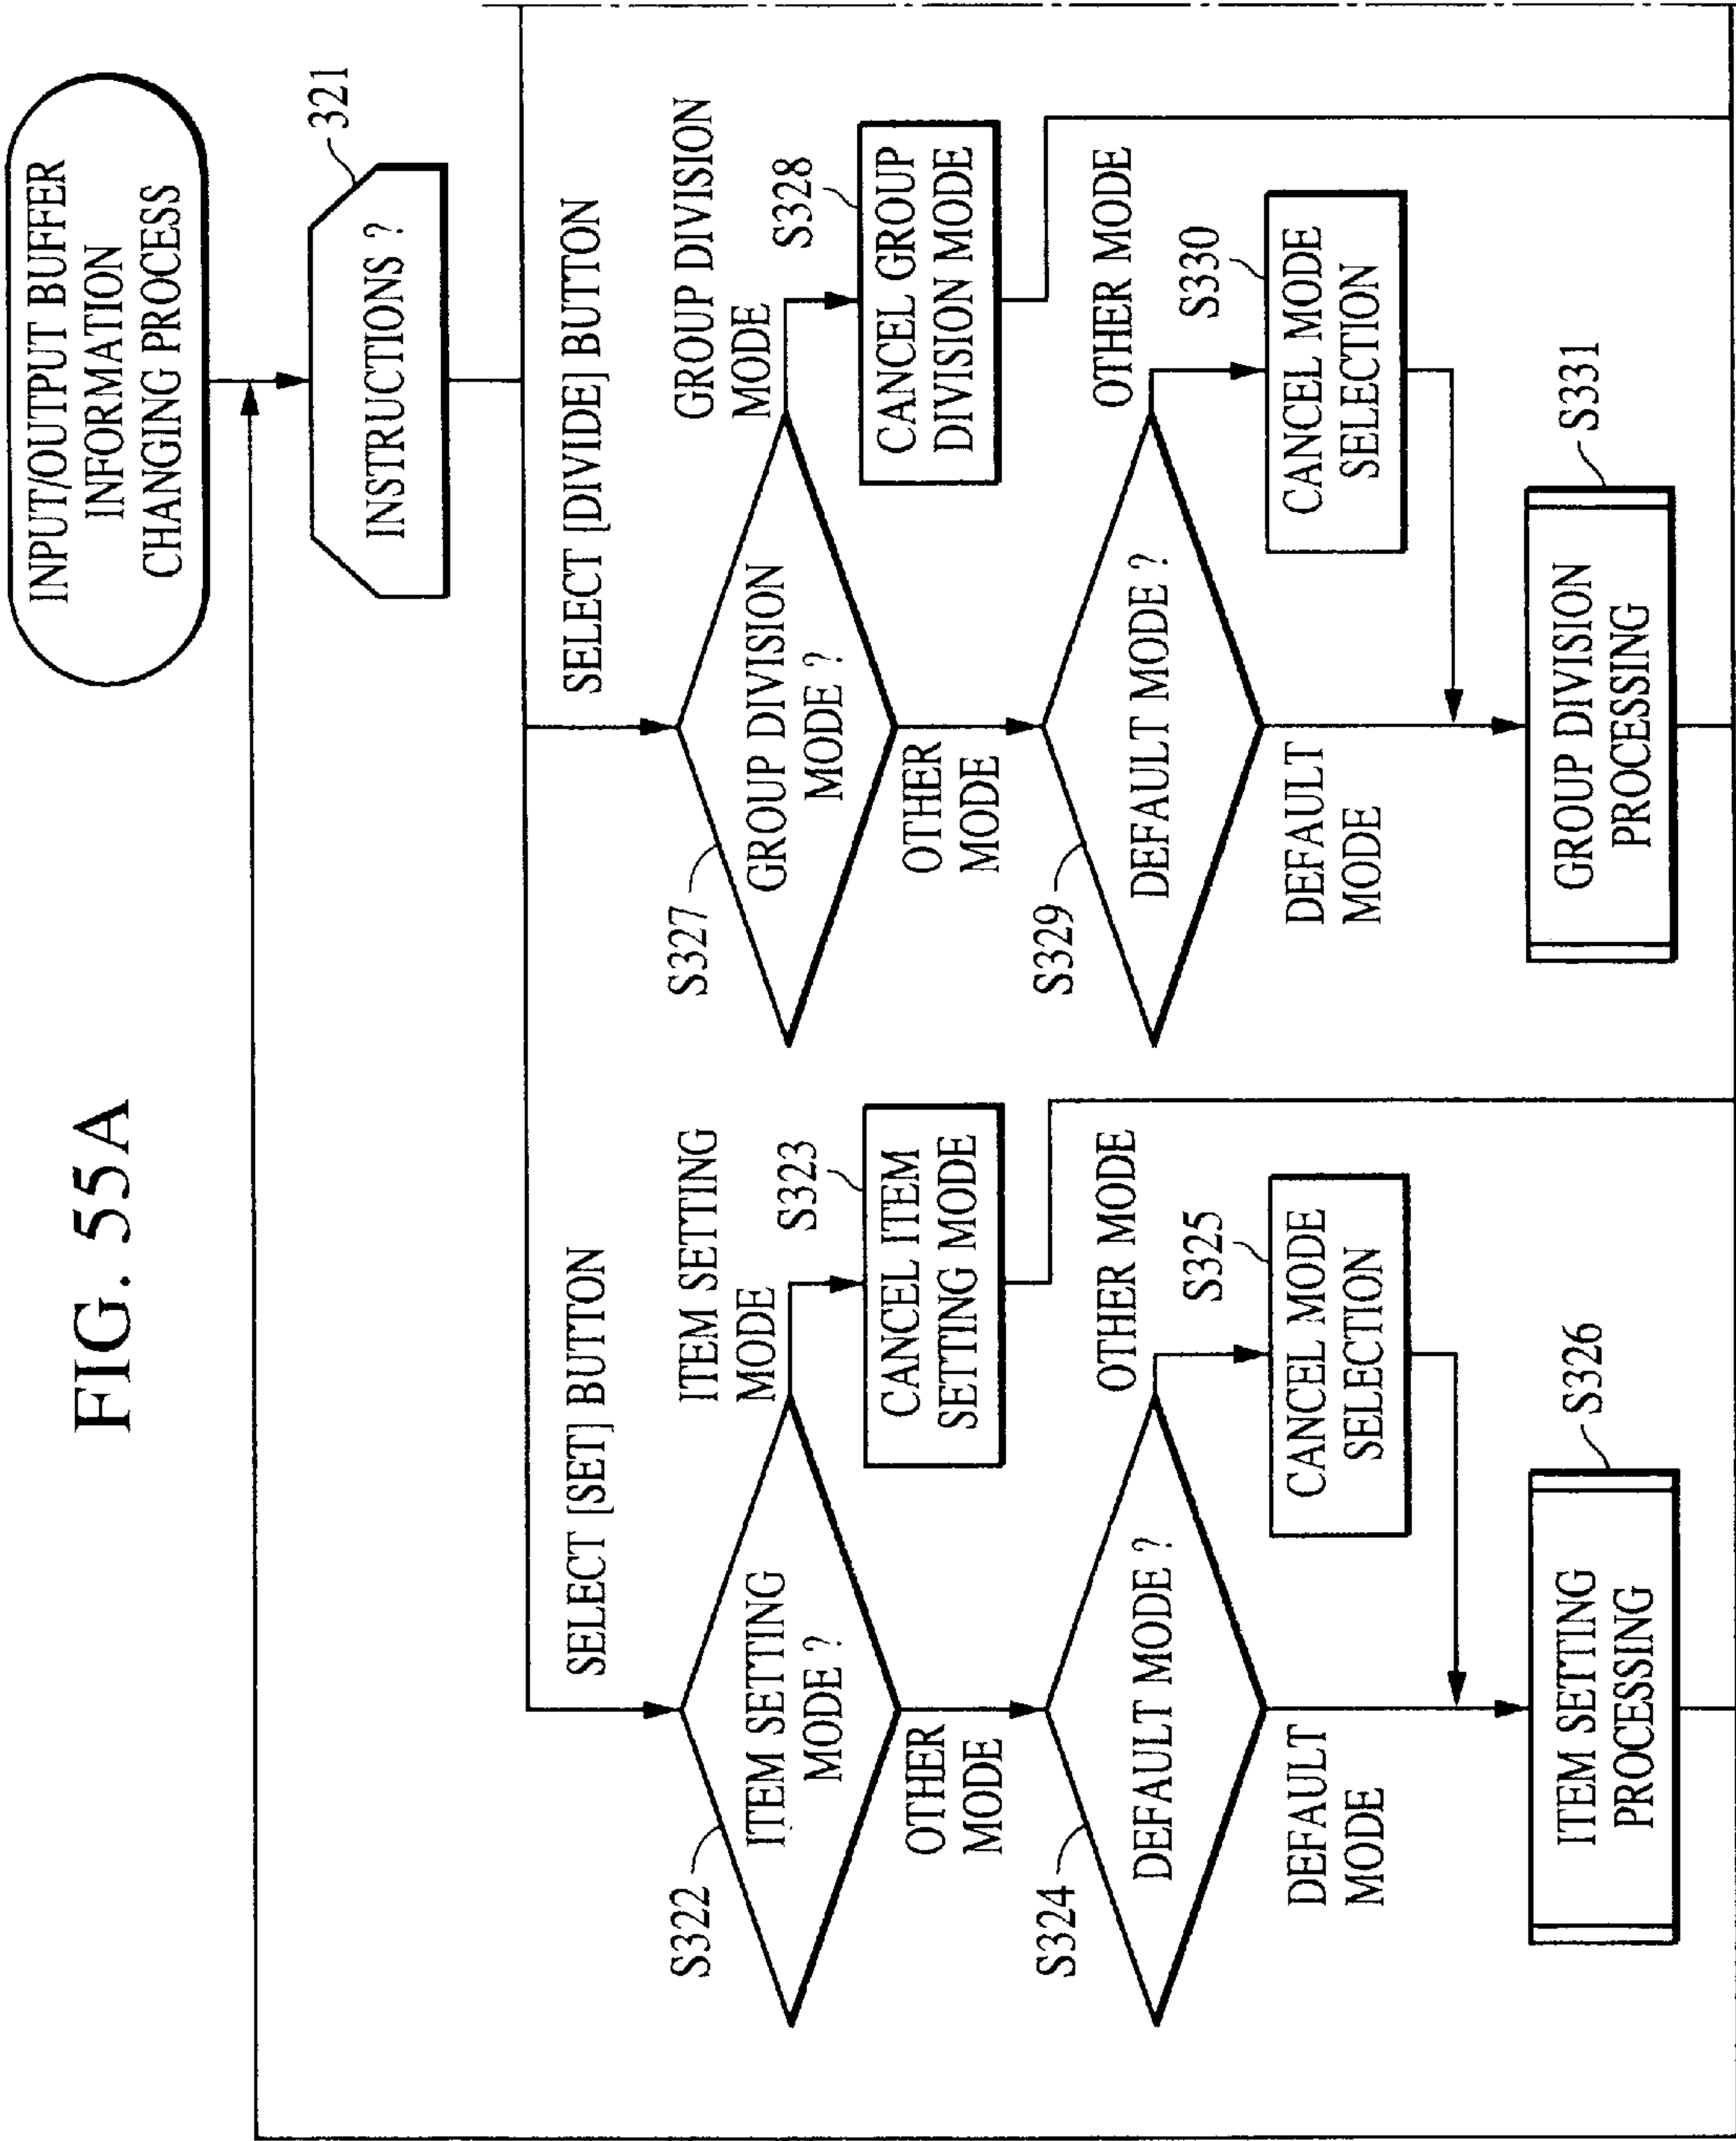 FIG. 55A
INPUT/OUTPUT BUFFER
INFORMATION
CHANGING PROCESS
321
INSTRUCTIONS ?
SELECT [SET] BUTTON
S322
ITEM SETTING
MODE ?
ITEM SETTING
MODE
S323
CANCEL ITEM
SETTING MODE
OTHER
MODE
S324
DEFAULT MODE ?
OTHER MODE
S325
CANCEL MODE
SELECTION
DEFAULT
MODE
S326
ITEM SETTING
PROCESSING
SELECT [DIVIDE] BUTTON
S327
GROUP DIVISION
MODE ?
GROUP DIVISION
MODE
S328
CANCEL GROUP
DIVISION MODE
OTHER
MODE
S329
DEFAULT MODE ?
OTHER MODE
S330
CANCEL MODE
SELECTION
DEFAULT
MODE
S331
GROUP DIVISION
PROCESSING